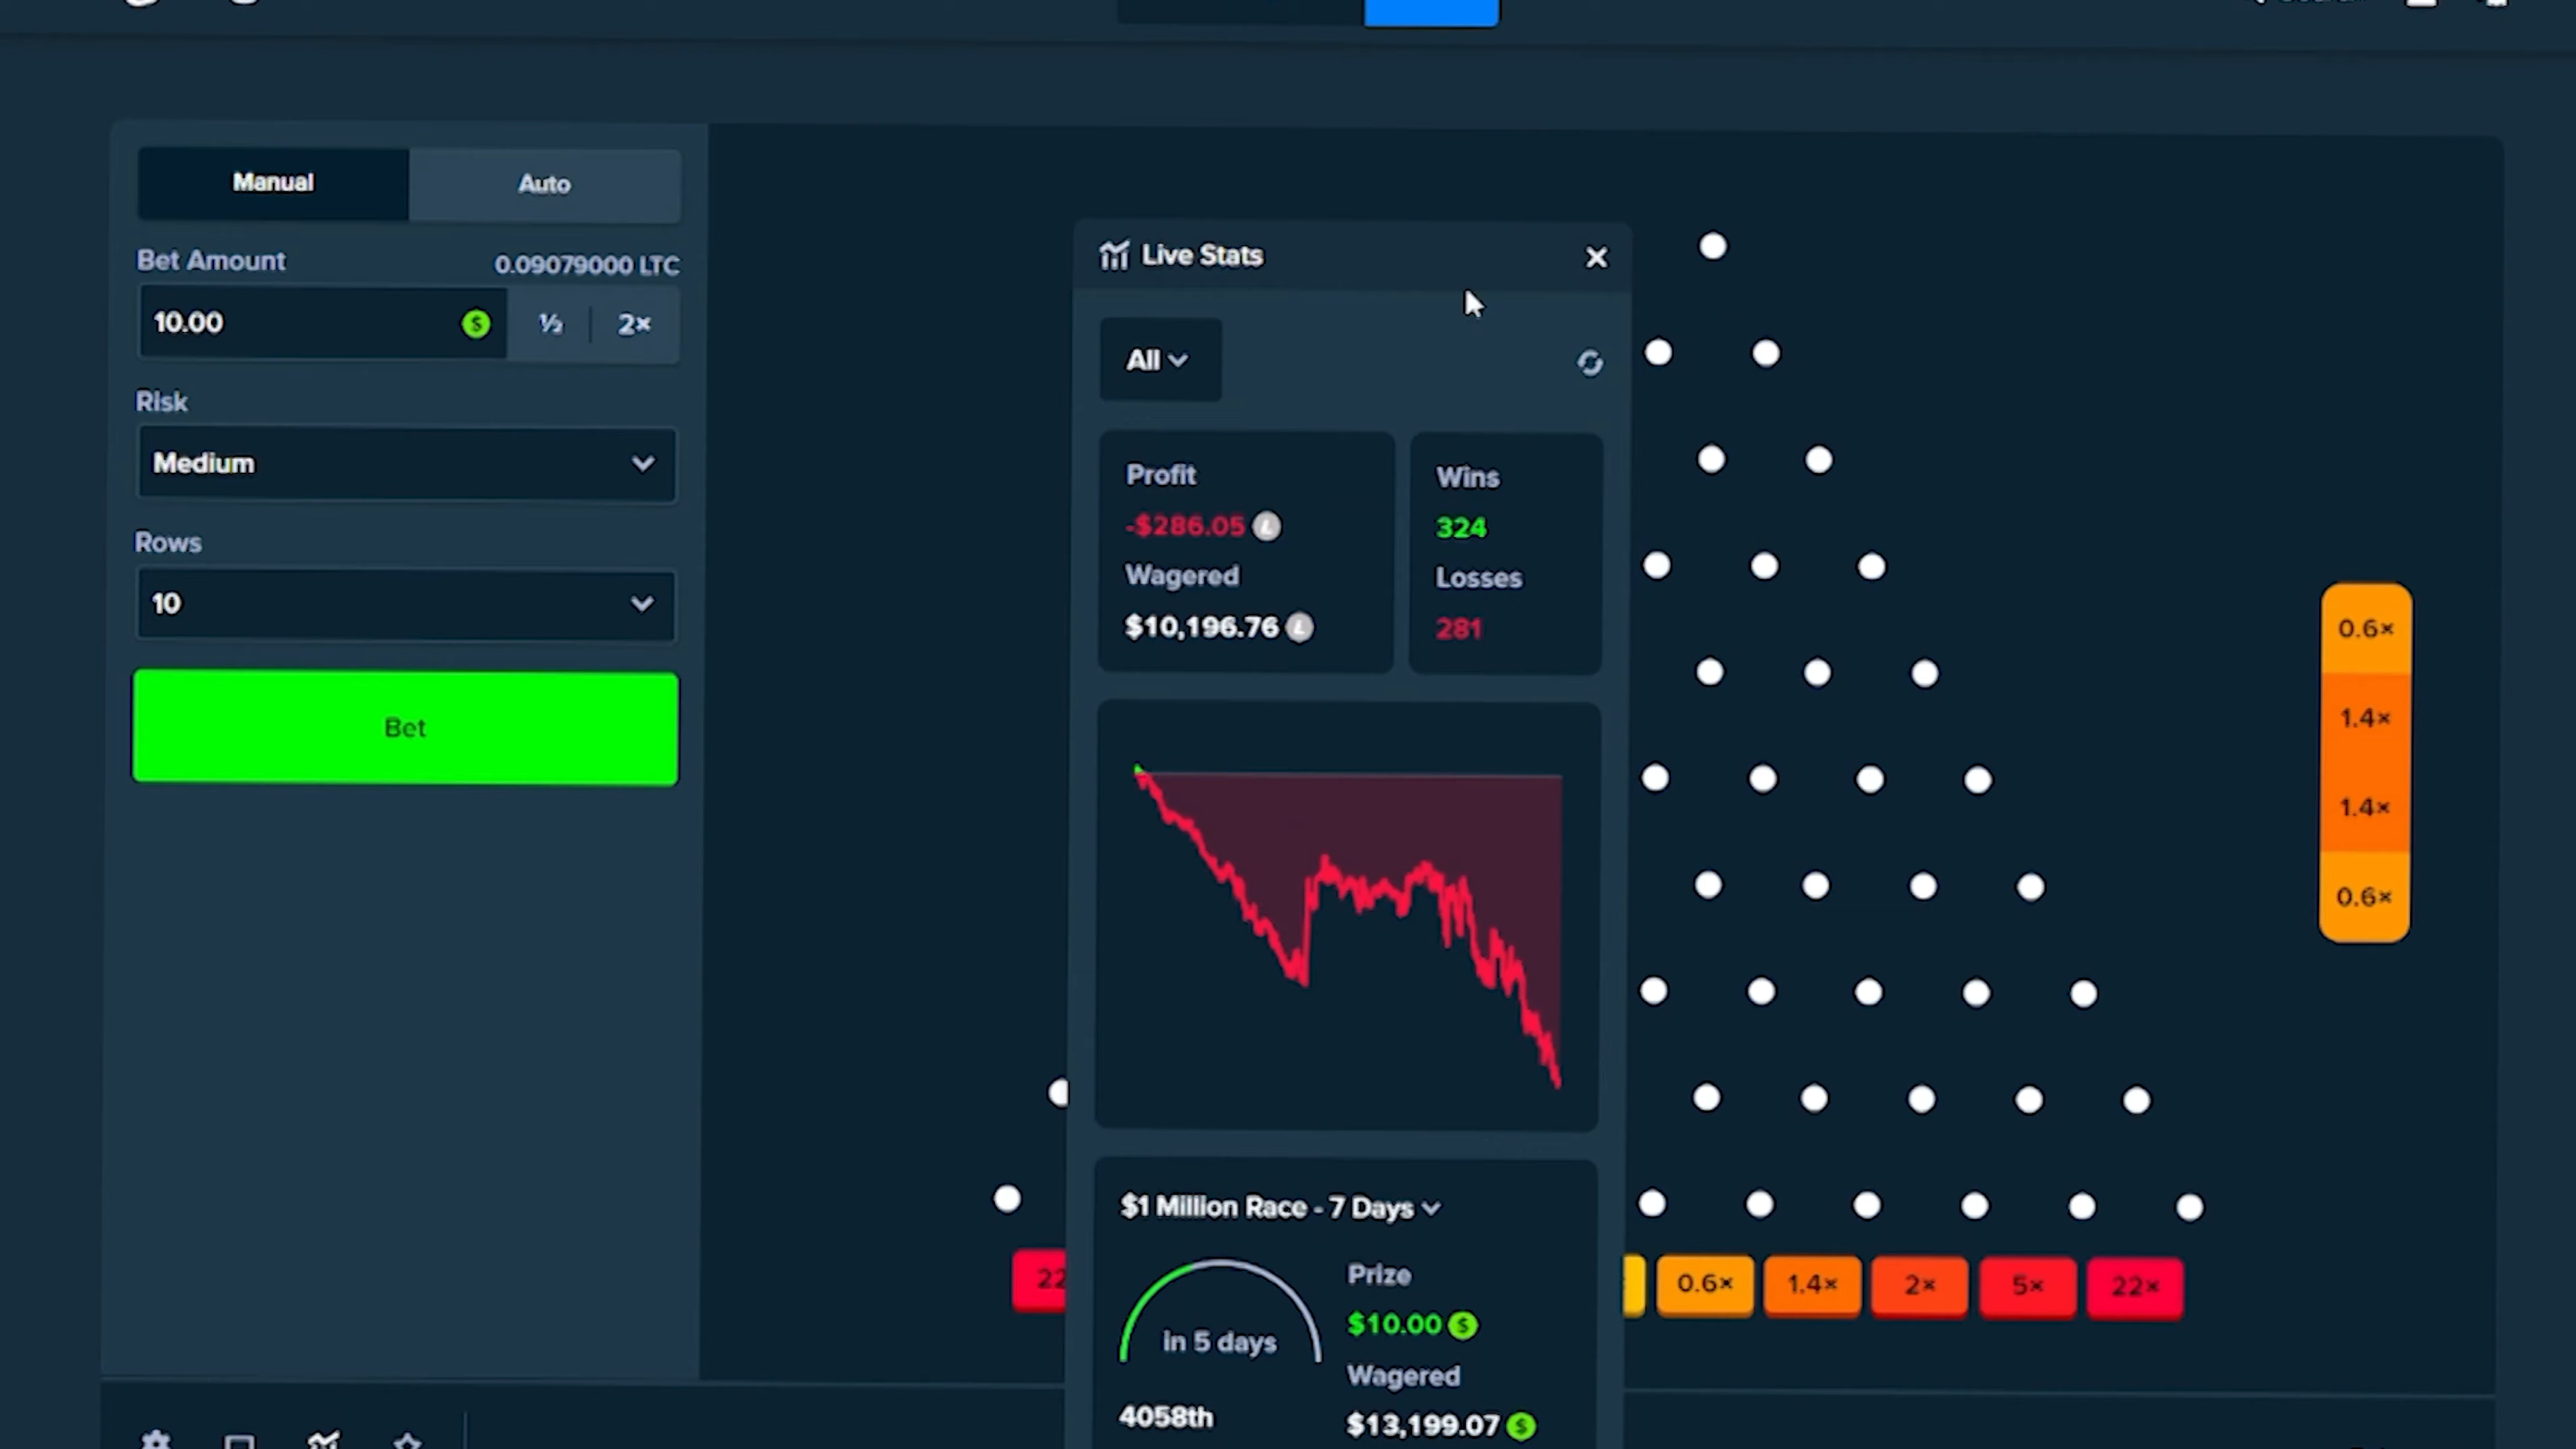 Manual
Auto
Bet Amount
0.09079000 LTC
10.00
½
2×
Risk
Medium
Rows
10
Bet
Live Stats
All
Profit
-$286.05
Wagered
$10,196.76
Wins
324
Losses
281
$1 Million Race - 7 Days
in 5 days
4058th
Prize
$10.00
Wagered
$13,199.07
0.6×
1.4×
1.4×
0.6×
22
0.6×
1.4×
2×
5×
22×